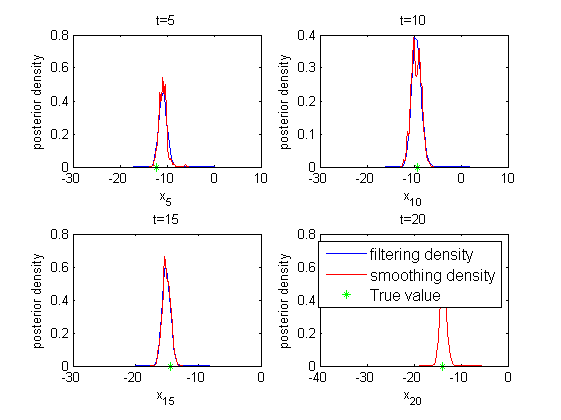 t=5
t=10
posterior density
0.8
0.6
0.4
0.2
0
-30 -20 -10 0 10
x5
posterior density
0.4
0.3
0.2
0.1
0
-30 -20 -10 0 10
x10
t=15
t=20
posterior density
0.8
0.6
0.4
0.2
0
-30 -20 -10 0
x15
posterior density
0.8
0.6
0.4
0.2
0
-40 -30 -20 -10 0
x20
filtering density
smoothing density
True value